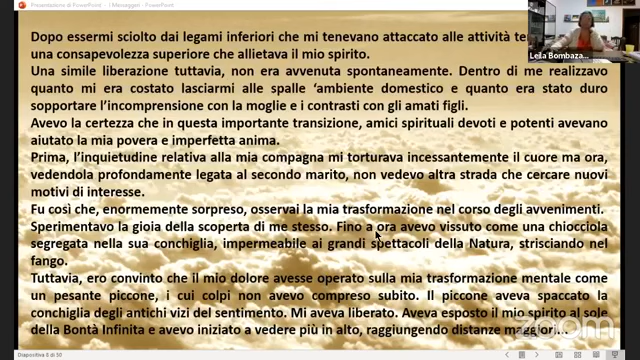 Presentazione di PowerPoint - I Messaggeri - PowerPoint
Dopo essermi sciolto dai legami inferiori che mi tenevano attaccato alle attività
una consapevolezza superiore che allietava il mio spirito.
Una simile liberazione tuttavia, non era avvenuta spontaneamente. Dentro di me realizzavo
quanto mi era costato lasciarmi alle spalle ‘ambiente domestico e quanto era stato duro
sopportare l’incomprensione con la moglie e i contrasti con gli amati figli.
Avevo la certezza che in questa importante transizione, amici spirituali devoti e potenti avevano
aiutato la mia povera e imperfetta anima.
Prima, l’inquietudine relativa alla mia compagna mi torturava incessantemente il cuore ma ora,
vedendola profondamente legata al secondo marito, non vedevo altra strada che cercare nuovi
motivi di interesse.
Fu così che, enormemente sorpreso, osservai la mia trasformazione nel corso degli avvenimenti.
Sperimentavo la gioia della scoperta di me stesso. Fino a ora avevo vissuto come una chiocciola
segregata nella sua conchiglia, impermeabile ai grandi spettacoli della Natura, strisciando nel
fango.
Tuttavia, ero convinto che il mio dolore avesse operato sulla mia trasformazione mentale come
un pesante piccone, i cui colpi non avevo compreso subito. Il piccone aveva spaccato la
conchiglia degli antichi vizi del sentimento. Mi aveva liberato. Aveva esposto il mio spirito al sole
della Bontà Infinita e avevo iniziato a vedere più in alto, raggiungendo distanze maggiori...
Leila Bombaza...
zoom
Diapositiva 6 di 50